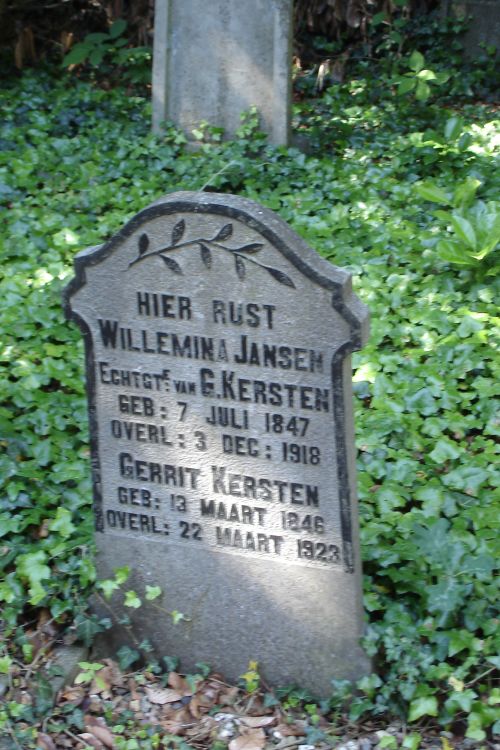 HIER RUST
WILLEMINA JANSEN
ECHTGTE. VAN G. KERSTEN
GEB: 7 JULI 1847
OVERL: 3 DEC: 1918
GERRIT KERSTEN
GEB: 13 MAART 1846
OVERL: 22 MAART 1923